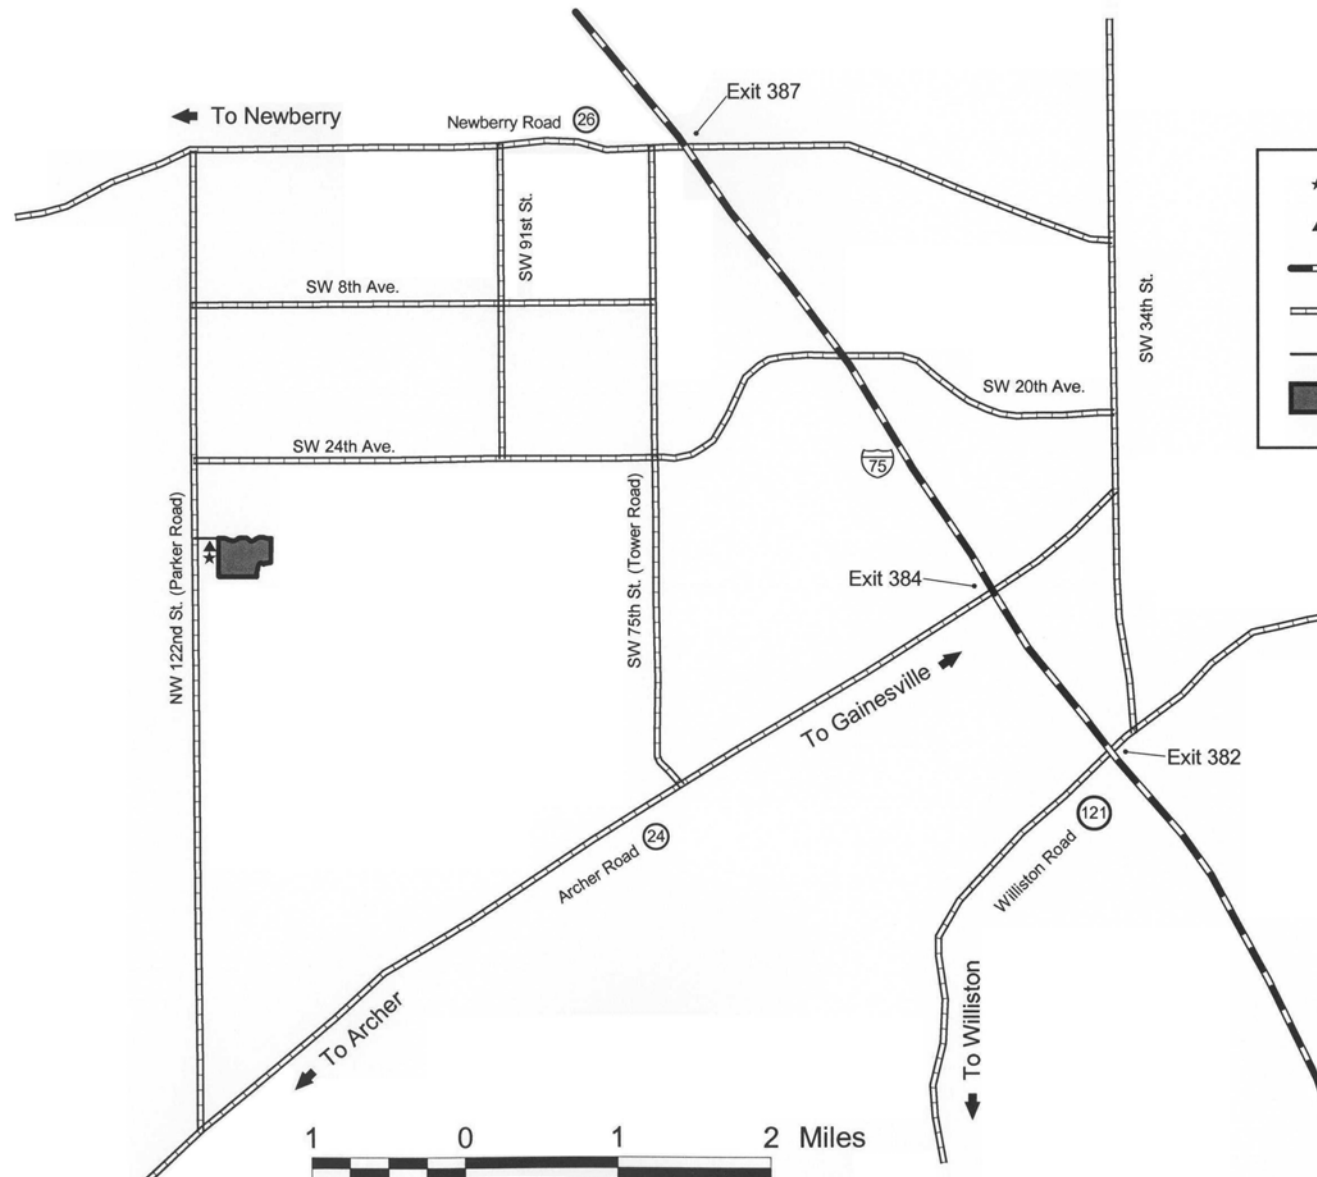 Exit 387
To Newberry
Newberry Road 26
SW 91st St.
SW 8th Ave.
SW 34th St.
SW 20th Ave.
SW 24th Ave.
75
NW 122nd St. (Parker Road)
SW 75th St. (Tower Road)
Exit 384
To Gainesville
Exit 382
121
Williston Road
Archer Road 24
To Archer
To Williston
1 0 1 2 Miles